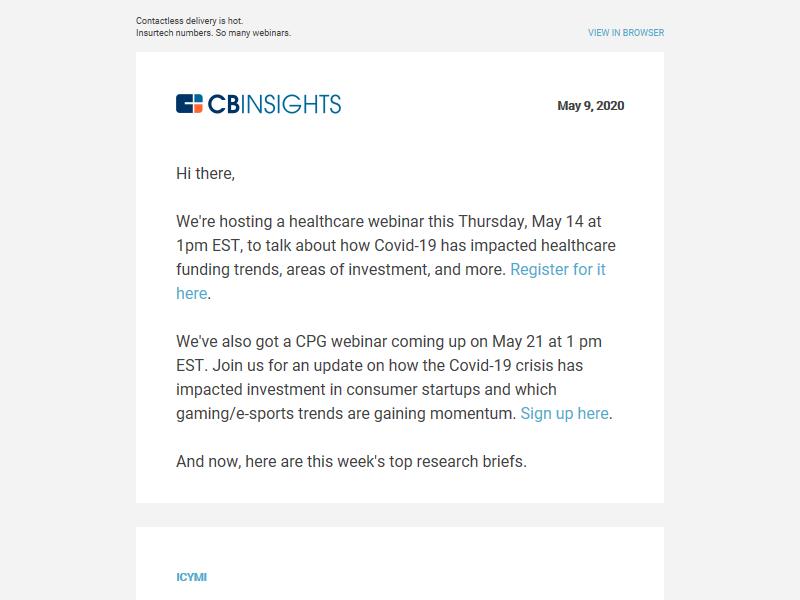 Contactless delivery is hot.
Insurtech numbers. So many webinars.
VIEW IN BROWSER
CBINSIGHTS
May 9, 2020
Hi there,
We're hosting a healthcare webinar this Thursday, May 14 at
1pm EST, to talk about how Covid-19 has impacted healthcare
funding trends, areas of investment, and more. Register for it
here.
We've also got a CPG webinar coming up on May 21 at 1 pm
EST. Join us for an update on how the Covid-19 crisis has
impacted investment in consumer startups and which
gaming/e-sports trends are gaining momentum. Sign up here.
And now, here are this week's top research briefs.
ICYMI